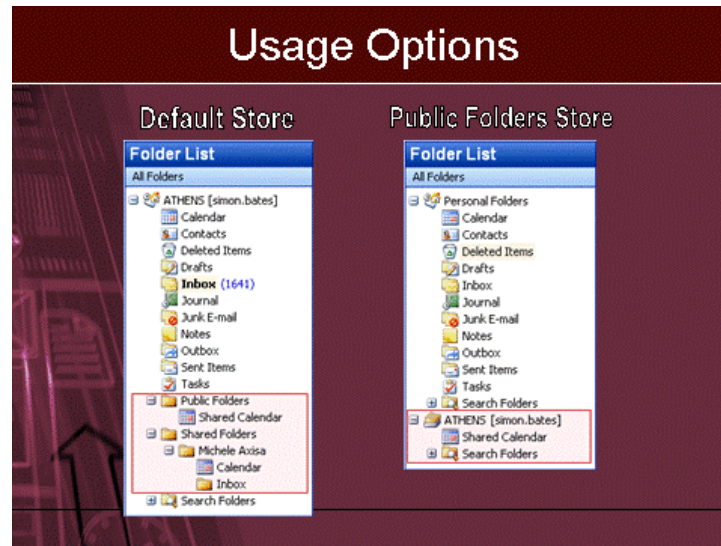 Usage Options
Default Store
Folder List
All Folders
ATHENS [simon.bates]
Calendar
Contacts
Deleted Items
Drafts
Inbox (1641)
Journal
Junk E-mail
Notes
Outbox
Sent Items
Tasks
Public Folders
Shared Calendar
Shared Folders
Michele Axisa
Calendar
Inbox
Search Folders
Public Folders Store
Folder List
All Folders
Personal Folders
Calendar
Contacts
Deleted Items
Drafts
Inbox
Journal
Junk E-mail
Notes
Outbox
Sent Items
Tasks
Search Folders
ATHENS [simon.bates]
Shared Calendar
Search Folders